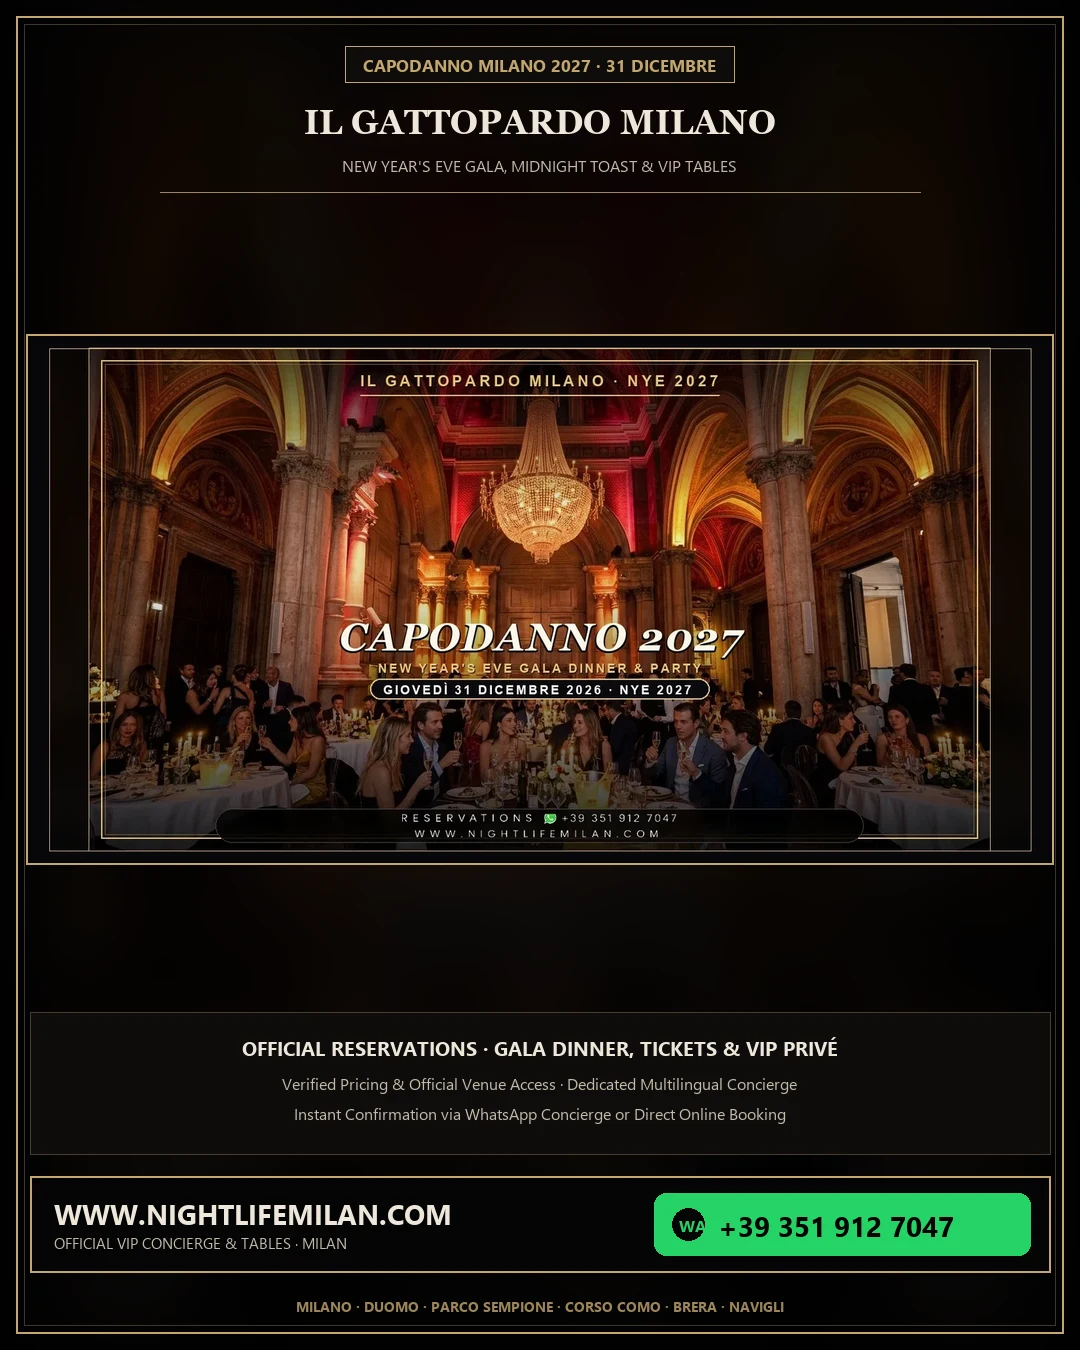 CAPODANNO MILANO 2027 · 31 DICEMBRE
IL GATTOPARDO MILANO
NEW YEAR'S EVE GALA, MIDNIGHT TOAST & VIP TABLES
IL GATTOPARDO MILANO · NYE 2027
CAPODANNO 2027
NEW YEAR'S EVE GALA DINNER & PARTY
GIOVEDÌ 31 DICEMBRE 2026 · NYE 2027
RESERVATIONS +39 351 912 7047
WWW.NIGHTLIFEMILAN.COM
OFFICIAL RESERVATIONS · GALA DINNER, TICKETS & VIP PRIVÉ
Verified Pricing & Official Venue Access · Dedicated Multilingual Concierge
Instant Confirmation via WhatsApp Concierge or Direct Online Booking
WWW.NIGHTLIFEMILAN.COM
OFFICIAL VIP CONCIERGE & TABLES · MILAN
WA +39 351 912 7047
MILANO · DUOMO · PARCO SEMPIONE · CORSO COMO · BRERA · NAVIGLI